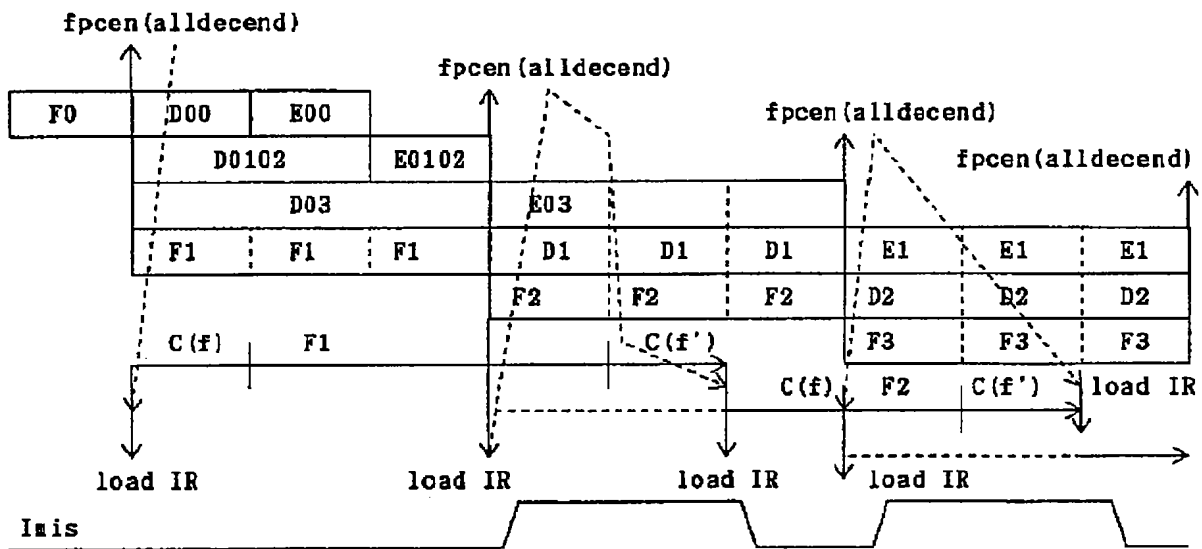 fpcen(alldecend)
fpcen(alldecend)
fpcen(alldecend)
fpcen(alldecend)
F0 D00 E00
D0102 E0102
D03 E03
F1 F1 F1 D1 D1 D1 E1 E1 E1
F2 F2 F2 D2 D2 D2
C(f) F1 C(f') F3 F3 F3
C(f) F2 C(f') load IR
load IR load IR load IR load IR
Imis